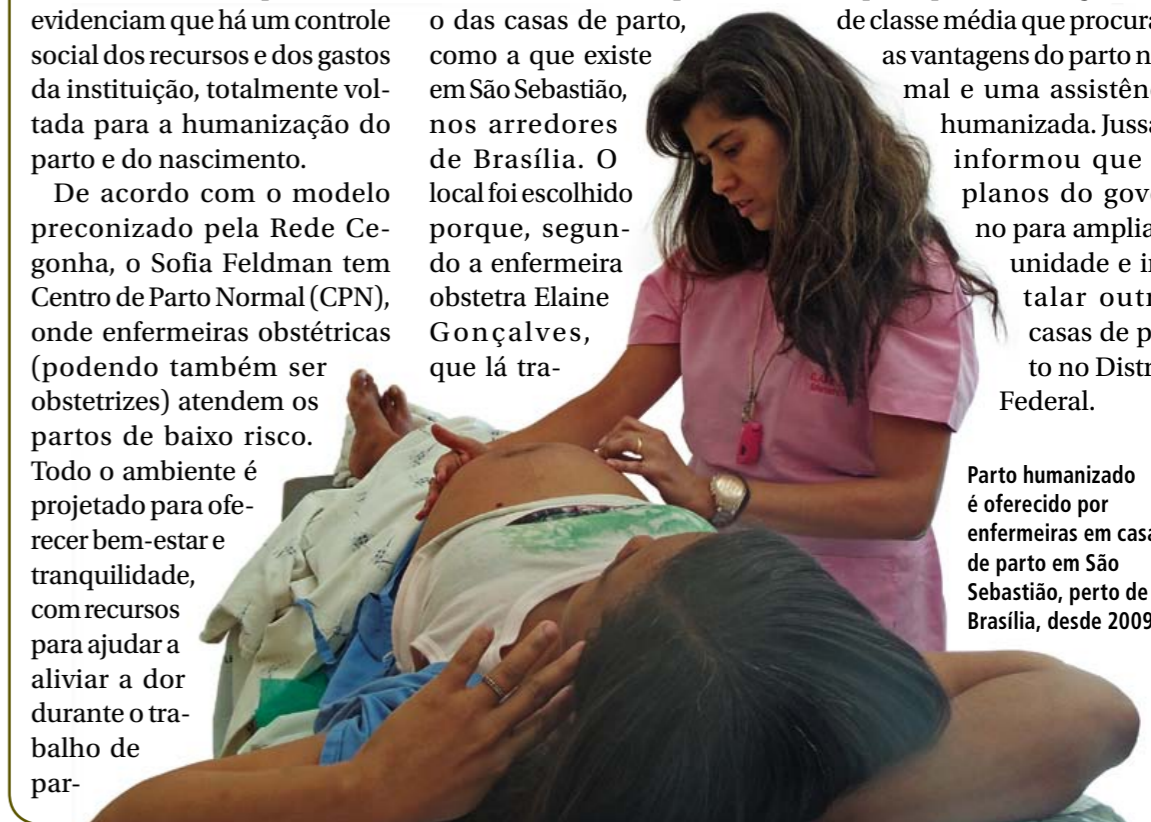 evidenciam que há um controle
social dos recursos e dos gastos
da instituição, totalmente vol-
tada para a humanização do
parto e do nascimento.
De acordo com o modelo
preconizado pela Rede Ce-
gonha, o Sofia Feldman tem
Centro de Parto Normal (CPN),
onde enfermeiras obstétricas
(podendo também ser
obstetrizes) atendem os
partos de baixo risco.
Todo o ambiente é
projetado para ofe-
recer bem-estar e
tranquilidade,
com recursos
para ajudar a
aliviar a dor
durante o tra-
balho de
par-
o das casas de parto,
como a que existe
em São Sebastião,
nos arredores
de Brasília. O
local foi escolhido
porque, segun-
do a enfermeira
obstetra Elaine
Gonçalves,
que lá tra-
de classe média que procura
as vantagens do parto n
mal e uma assistên
humanizada. Juss
informou que
planos do gov
no para amplia
unidade e i
talar out
casas de p
to no Distr
Federal.
Parto humanizado
é oferecido por
enfermeiras em casa
de parto em São
Sebastião, perto de
Brasília, desde 2009